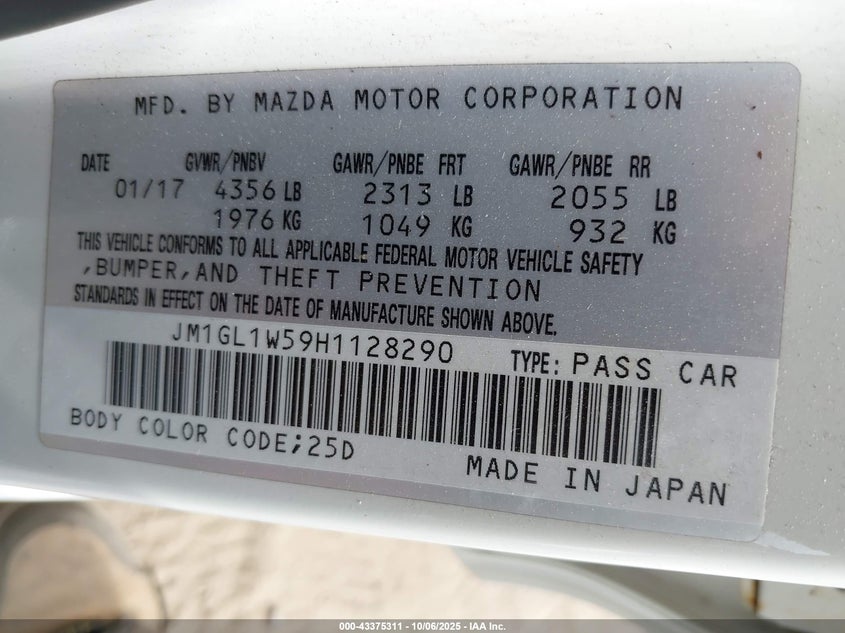 MFD. BY MAZDA MOTOR CORPORATION
DATE GVWR/PNBV GAWR/PNBE FRT GAWR/PNBE RR
01/17 4356 LB 2313 LB 2055 LB
1976 KG 1049 KG 932 KG
THIS VEHICLE CONFORMS TO ALL APPLICABLE FEDERAL MOTOR VEHICLE SAFETY
,BUMPER,AND THEFT PREVENTION
STANDARDS IN EFFECT ON THE DATE OF MANUFACTURE SHOWN ABOVE.
JM1GL1W59H1128290 TYPE: PASS CAR
BODY COLOR CODE;25D
MADE IN JAPAN
000-43375311 - 10/06/2025 - IAA Inc.